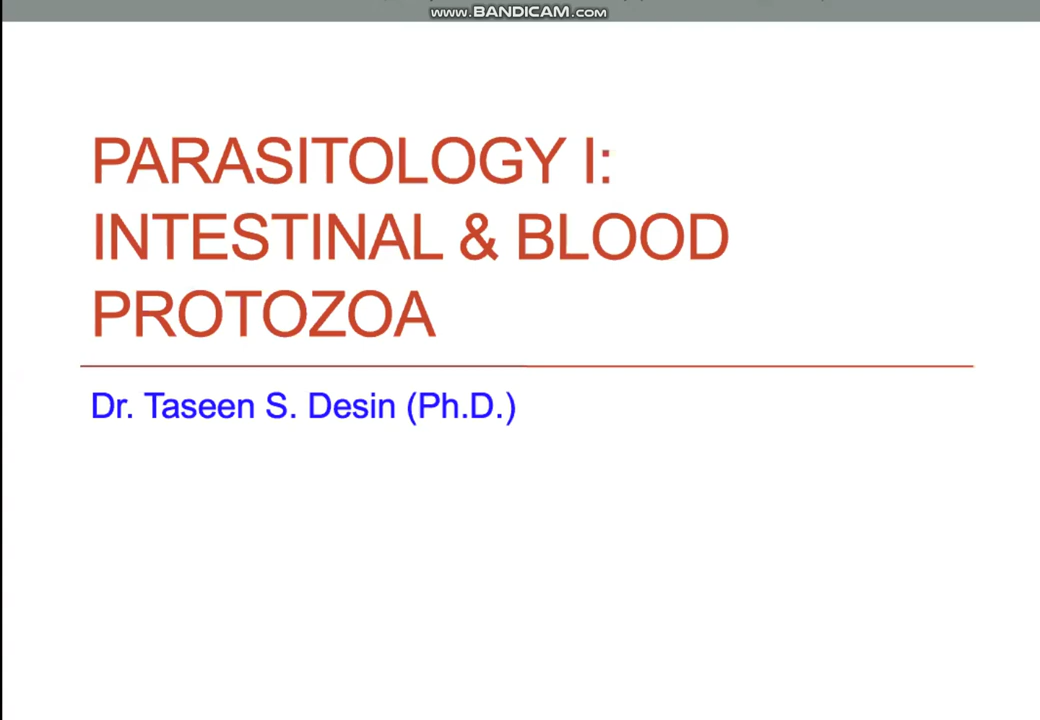 www.BANDICAM.com
PARASITOLOGY I:
INTESTINAL & BLOOD
PROTOZOA
Dr. Taseen S. Desin (Ph.D.)